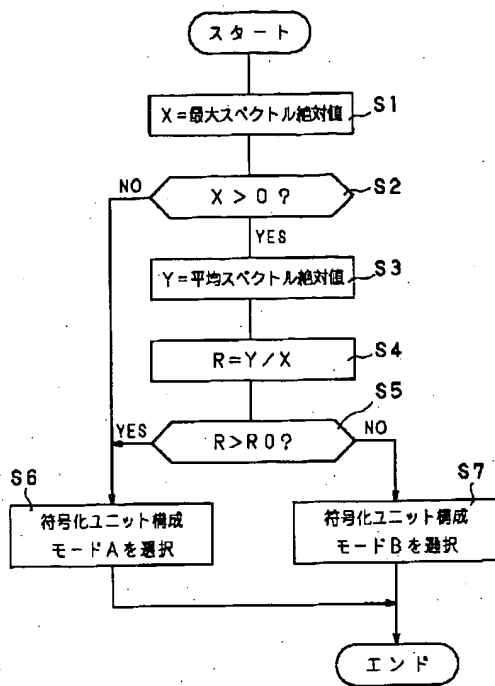 スタート
X=最大スペクトル絶対値
S1
NO
X>0?
S2
YES
Y=平均スペクトル絶対値
S3
R=Y/X
S4
YES
R>R0?
S5
NO
S6
符号化ユニット構成
モードAを選択
S7
符号化ユニット構成
モードBを選択
エンド